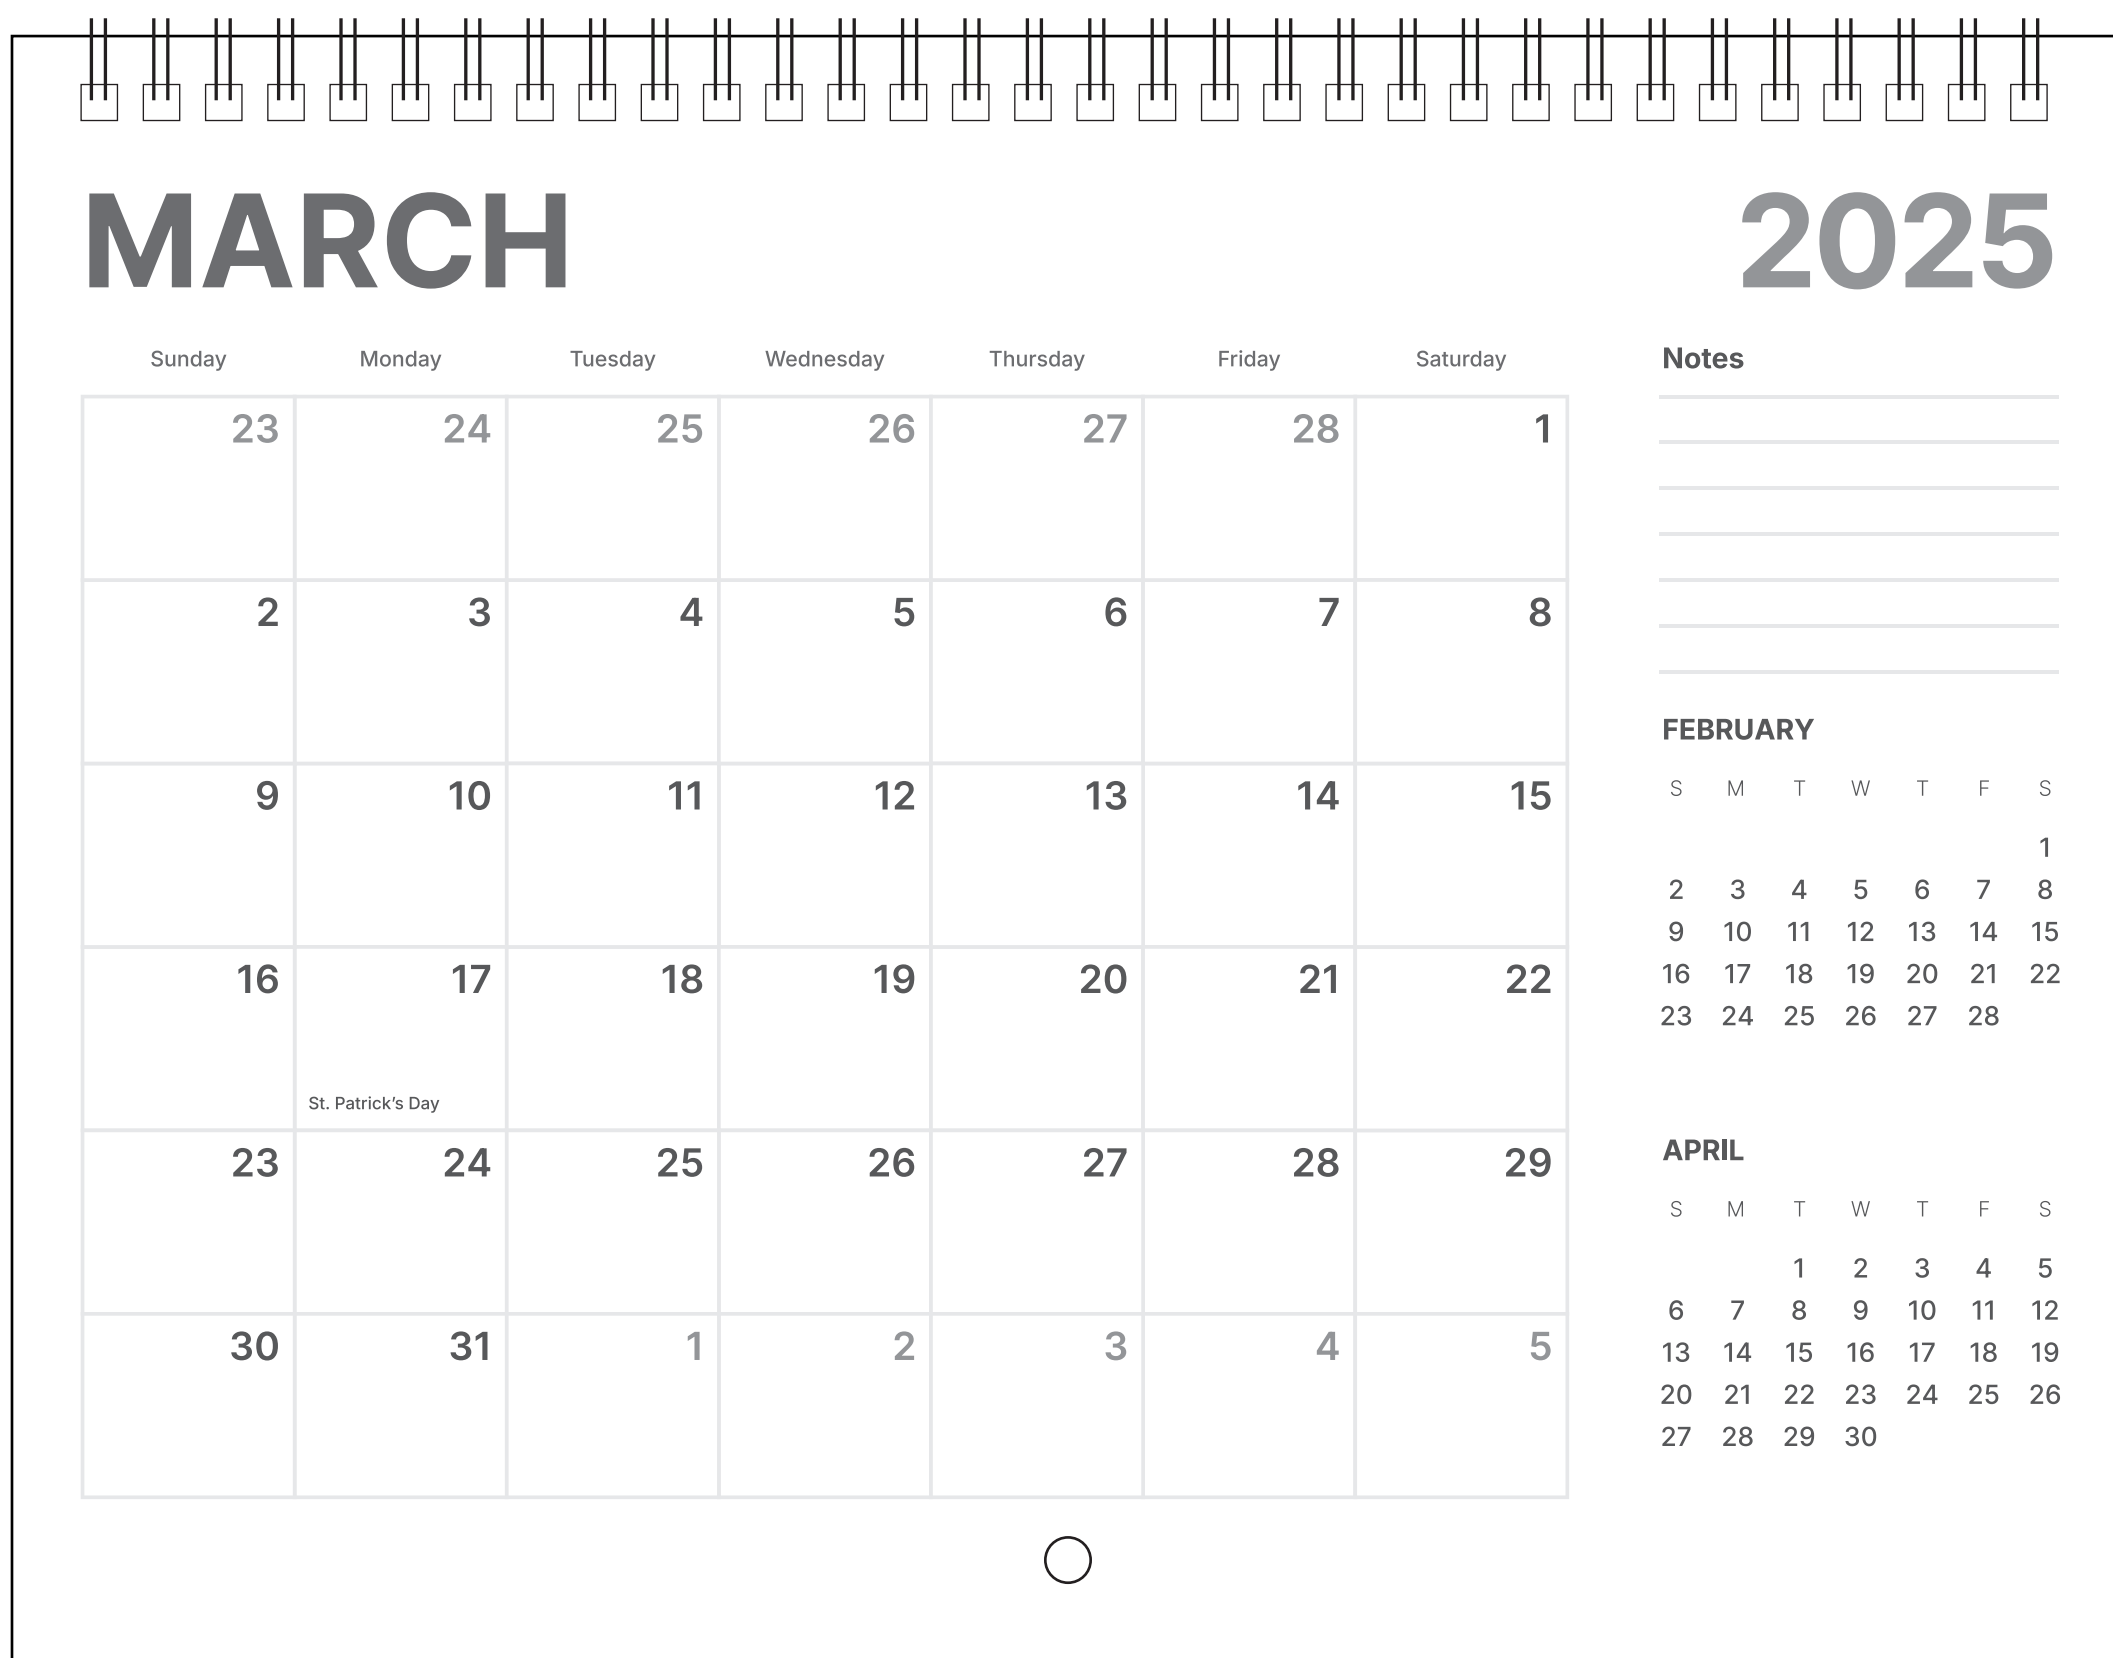 MARCH 2025
Sunday Monday Tuesday Wednesday Thursday Friday Saturday
23 24 25 26 27 28 1
2 3 4 5 6 7 8
9 10 11 12 13 14 15
16 17 18 19 20 21 22
St. Patrick’s Day
23 24 25 26 27 28 29
30 31 1 2 3 4 5
Notes
FEBRUARY
S M T W T F S
1
2 3 4 5 6 7 8
9 10 11 12 13 14 15
16 17 18 19 20 21 22
23 24 25 26 27 28
APRIL
S M T W T F S
1 2 3 4 5
6 7 8 9 10 11 12
13 14 15 16 17 18 19
20 21 22 23 24 25 26
27 28 29 30